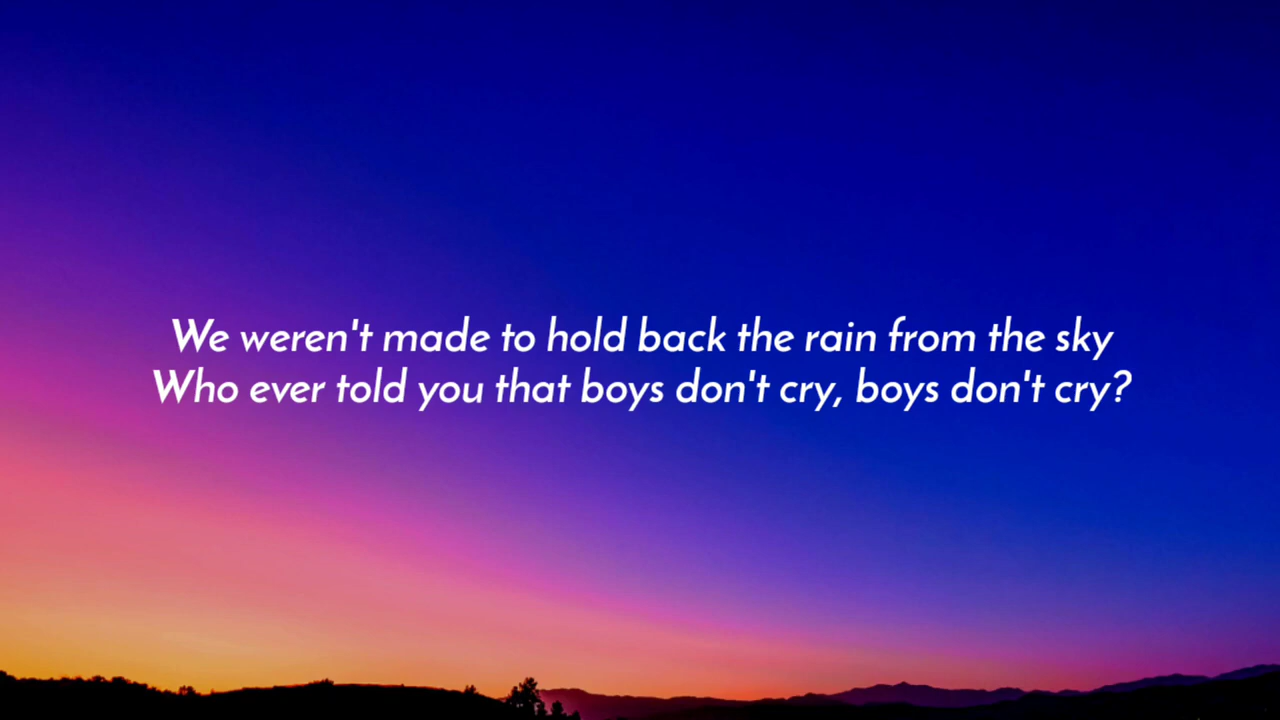 We weren't made to hold back the rain from the sky
Who ever told you that boys don't cry, boys don't cry?